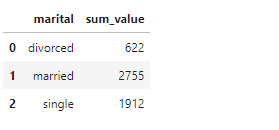 marital sum_value
0 divorced 622
1 married 2755
2 single 1912